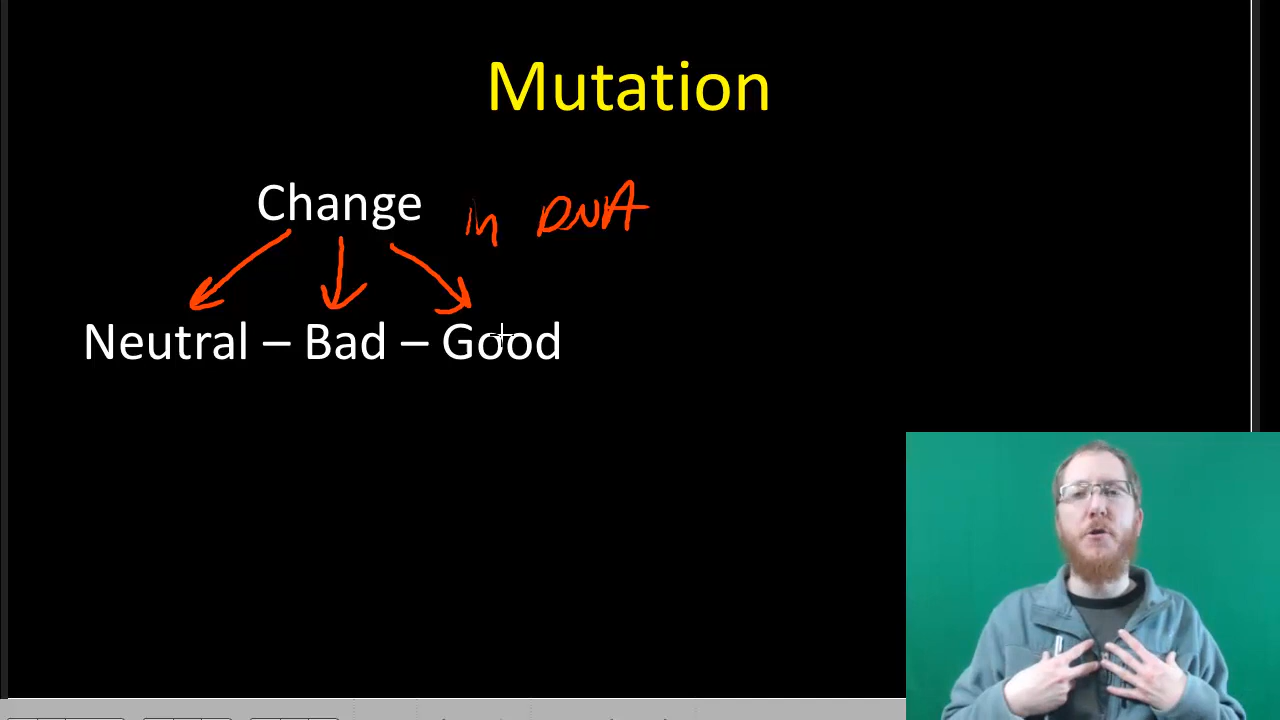 Mutation
Change in DNA
Neutral – Bad – Good